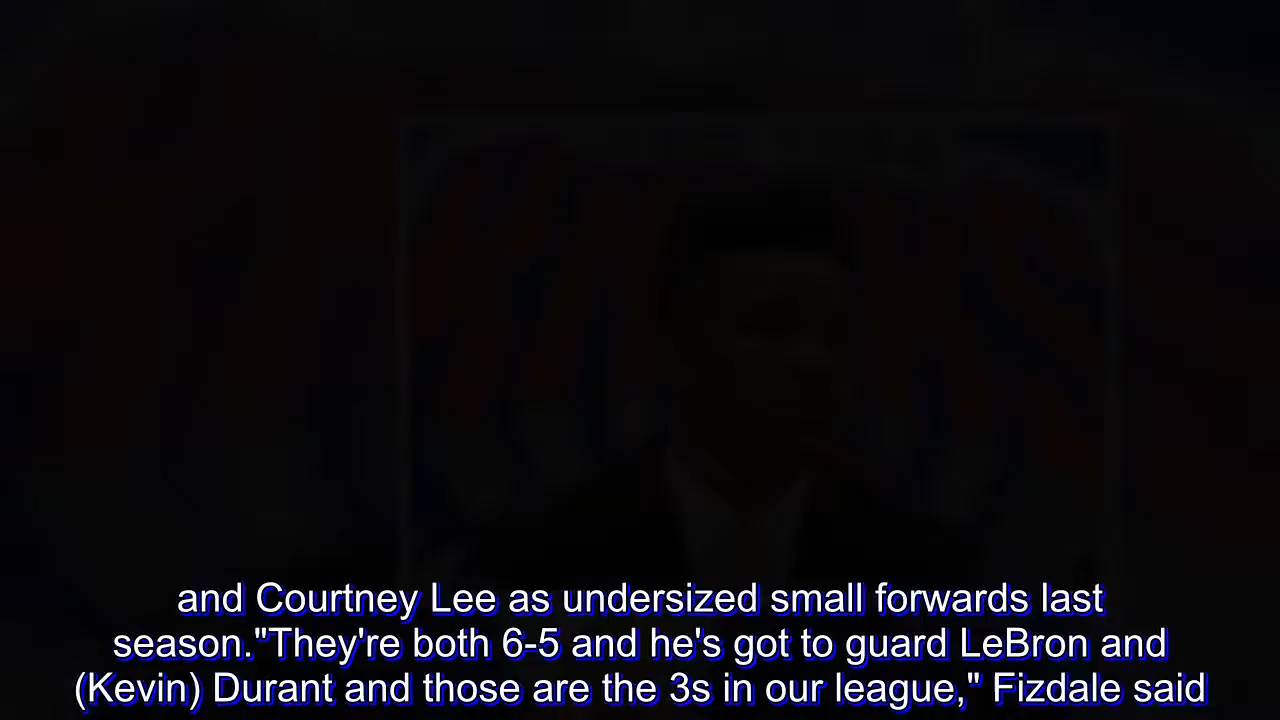 and Courtney Lee as undersized small forwards last
season."They're both 6-5 and he's got to guard LeBron and
(Kevin) Durant and those are the 3s in our league," Fizdale said